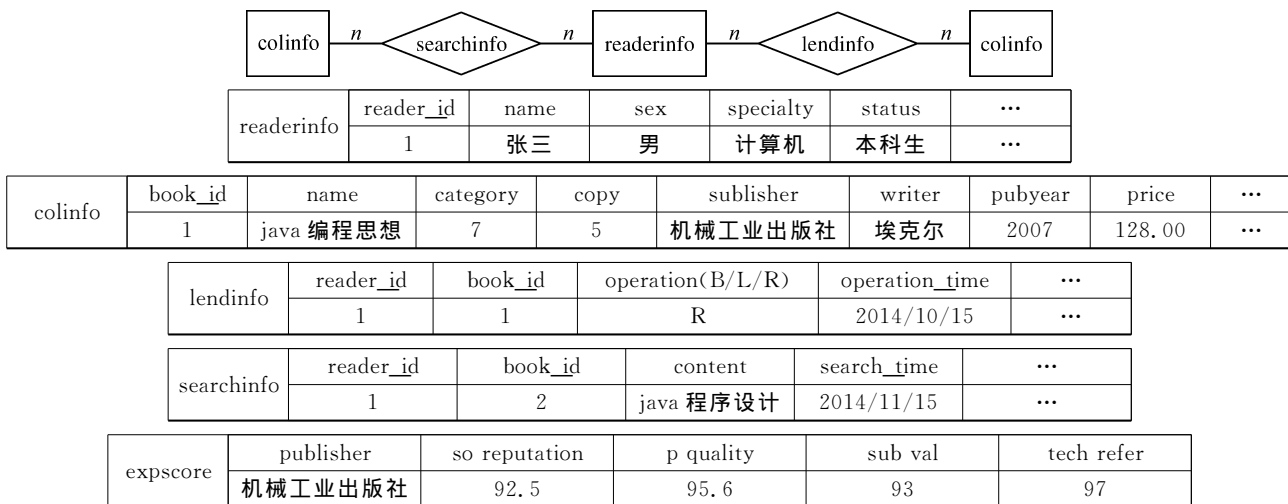 colinfo n searchinfo n readerinfo n lendinfo n colinfo
readerinfo reader_id name sex specialty status …
1 张三 男 计算机 本科生 …
colinfo book_id name category copy sublisher writer pubyear price …
1 java 编程思想 7 5 机械工业出版社 埃克尔 2007 128.00 …
lendinfo reader_id book_id operation(B/L/R) operation_time …
1 1 R 2014/10/15 …
searchinfo reader_id book_id content search_time …
1 2 java 程序设计 2014/11/15 …
expscore publisher so reputation p quality sub val tech refer
机械工业出版社 92.5 95.6 93 97